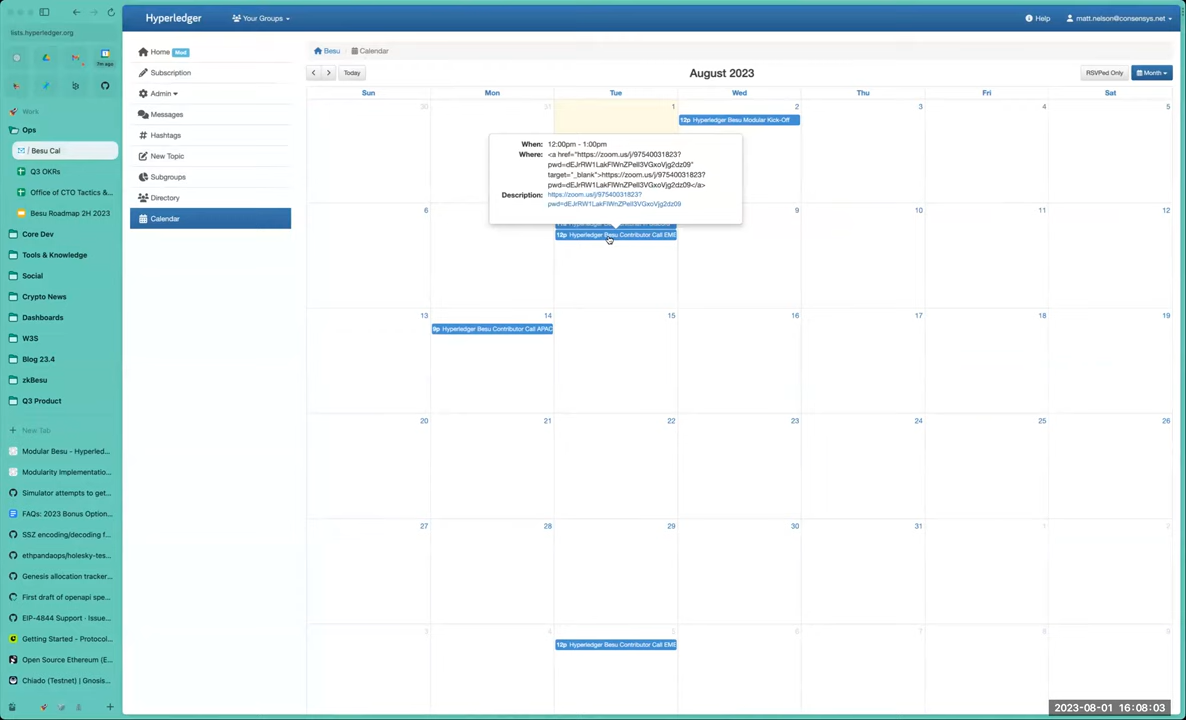 lists.hyperledger.org
7m ago
Work
Ops
/ Besu Cal
Q3 OKRs
Office of CTO Tactics &...
Besu Roadmap 2H 2023
Core Dev
Tools & Knowledge
Social
Crypto News
Dashboards
W3S
Blog 23.4
zkBesu
Q3 Product
New Tab
Modular Besu - Hyperled...
Modularity Implementatio...
Simulator attempts to get...
FAQs: 2023 Bonus Option...
SSZ encoding/decoding f...
ethpandaops/holesky-tes...
Genesis allocation tracker...
First draft of openapi spe...
EIP-4844 Support · Issue...
Getting Started - Protocol...
Open Source Ethereum (E...
Chiado (Testnet) | Gnosis...
Hyperledger
Your Groups
Help
matt.nelson@consensys.net
Home Mod
Subscription
Admin
Messages
Hashtags
New Topic
Subgroups
Directory
Calendar
Besu / Calendar
Today
August 2023
RSVPed Only
Month
Sun Mon Tue Wed Thu Fri Sat
30 31 1 2 3 4 5
12p Hyperledger Besu Modular Kick-Off
When: 12:00pm - 1:00pm
Where: <a href="https://zoom.us/j/97540031823?
pwd=dEJrRW1LakFIWnZPell3VGxoVjg2dz09"
target="_blank">https://zoom.us/j/97540031823?
pwd=dEJrRW1LakFIWnZPell3VGxoVjg2dz09</a>
Description: https://zoom.us/j/97540031823?
pwd=dEJrRW1LakFIWnZPell3VGxoVjg2dz09
6 9 10 11 12
12p Hyperledger Besu Contributor Call EME
13 14 15 16 17 18 19
9p Hyperledger Besu Contributor Call APAC
20 21 22 23 24 25 26
27 28 29 30 31 1 2
3 4 5 6 7 8 9
12p Hyperledger Besu Contributor Call EME
2023-08-01 16:08:03